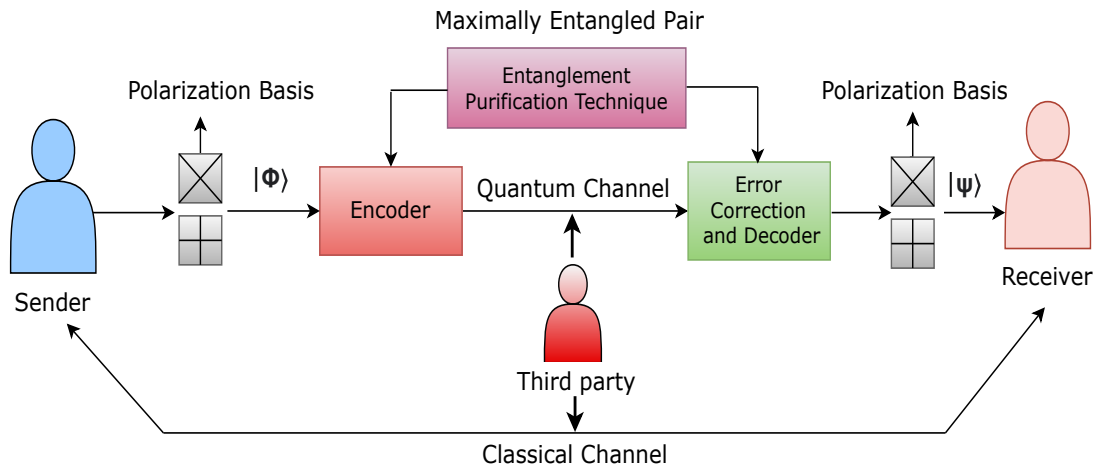 Maximally Entangled Pair
Entanglement
Purification Technique
Polarization Basis
Polarization Basis
|Φ⟩
Encoder
Quantum Channel
Error
Correction
and Decoder
|ψ⟩
Sender
Receiver
Third party
Classical Channel